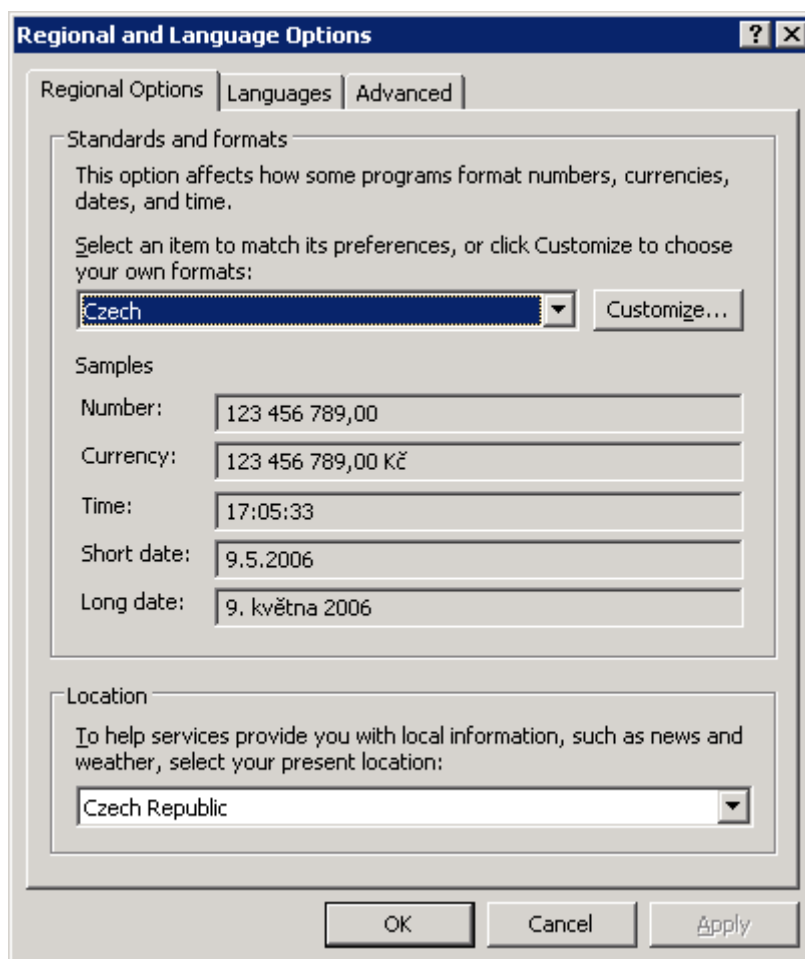 Regional and Language Options
Regional Options Languages Advanced
Standards and formats
This option affects how some programs format numbers, currencies,
dates, and time.
Select an item to match its preferences, or click Customize to choose
your own formats:
Czech Customize...
Samples
Number: 123 456 789,00
Currency: 123 456 789,00 Kč
Time: 17:05:33
Short date: 9.5.2006
Long date: 9. května 2006
Location
To help services provide you with local information, such as news and
weather, select your present location:
Czech Republic
OK Cancel Apply